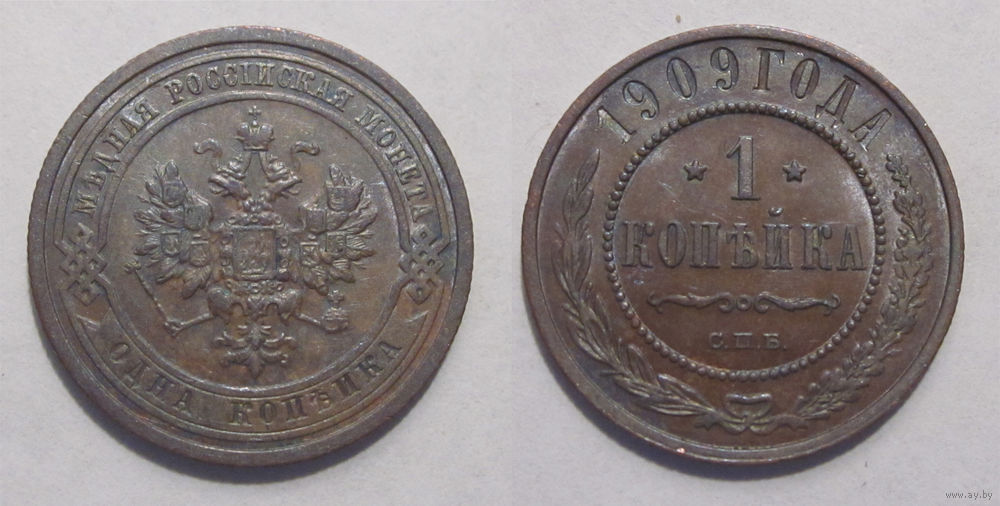 МѢДНАЯ РОССІЙСКАЯ МОНЕТА
ОДНА КОПѢЙКА
1909 ГОДА
* 1 *
КОПѢЙКА
С.П.Б.
www.ay.by